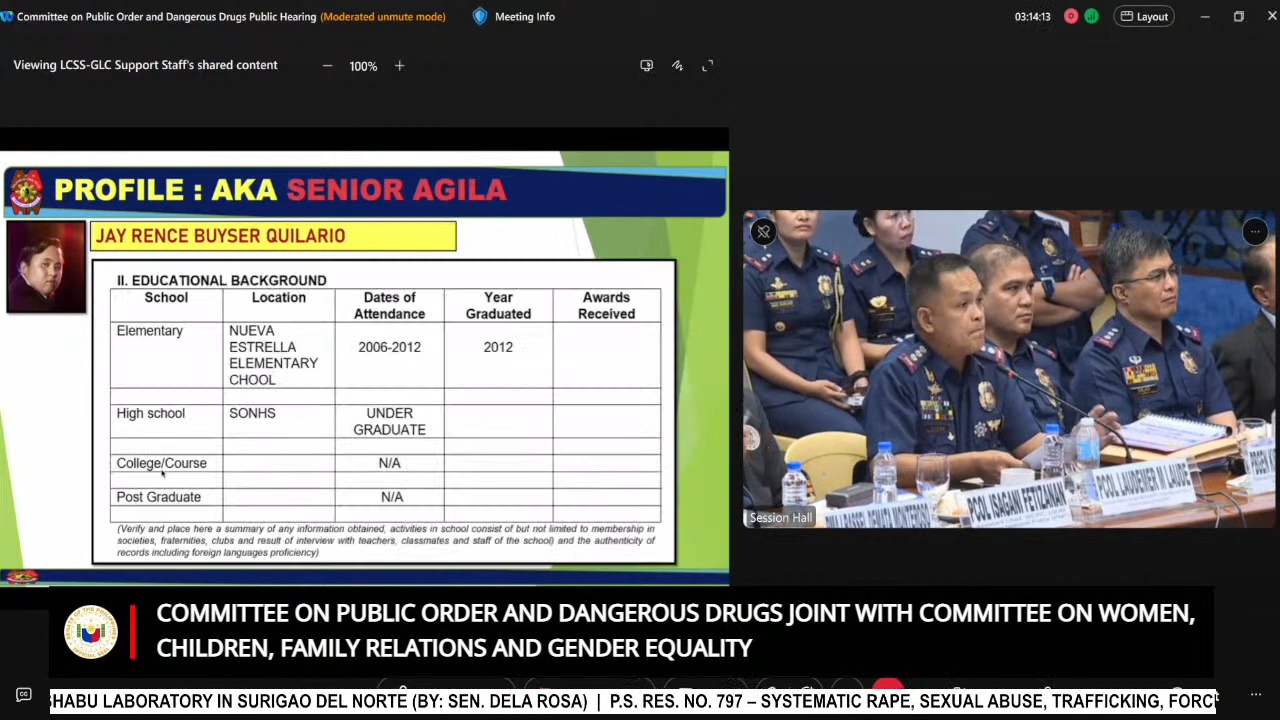 Committee on Public Order and Dangerous Drugs Public Hearing (Moderated unmute mode)
Meeting Info
03:14:13
Layout
Viewing LCSS-GLC Support Staff's shared content
100%
PROFILE : AKA SENIOR AGILA
JAY RENCE BUYSER QUILARIO
II. EDUCATIONAL BACKGROUND
School Location Dates of Attendance Year Graduated Awards Received
Elementary NUEVA ESTRELLA ELEMENTARY CHOOL 2006-2012 2012
High school SONHS UNDER GRADUATE
College/Course N/A
Post Graduate N/A
(Verify and place here a summary of any information obtained, activities in school consist of but not limited to membership in
societies, fraternities, clubs and result of interview with teachers, classmates and staff of the school) and the authenticity of
records including foreign languages proficiency)
PCOL LAUDEMER N LAUDE
Session Hall
COMMITTEE ON PUBLIC ORDER AND DANGEROUS DRUGS JOINT WITH COMMITTEE ON WOMEN,
CHILDREN, FAMILY RELATIONS AND GENDER EQUALITY
SHABU LABORATORY IN SURIGAO DEL NORTE (BY: SEN. DELA ROSA) | P.S. RES. NO. 797 – SYSTEMATIC RAPE, SEXUAL ABUSE, TRAFFICKING, FORC